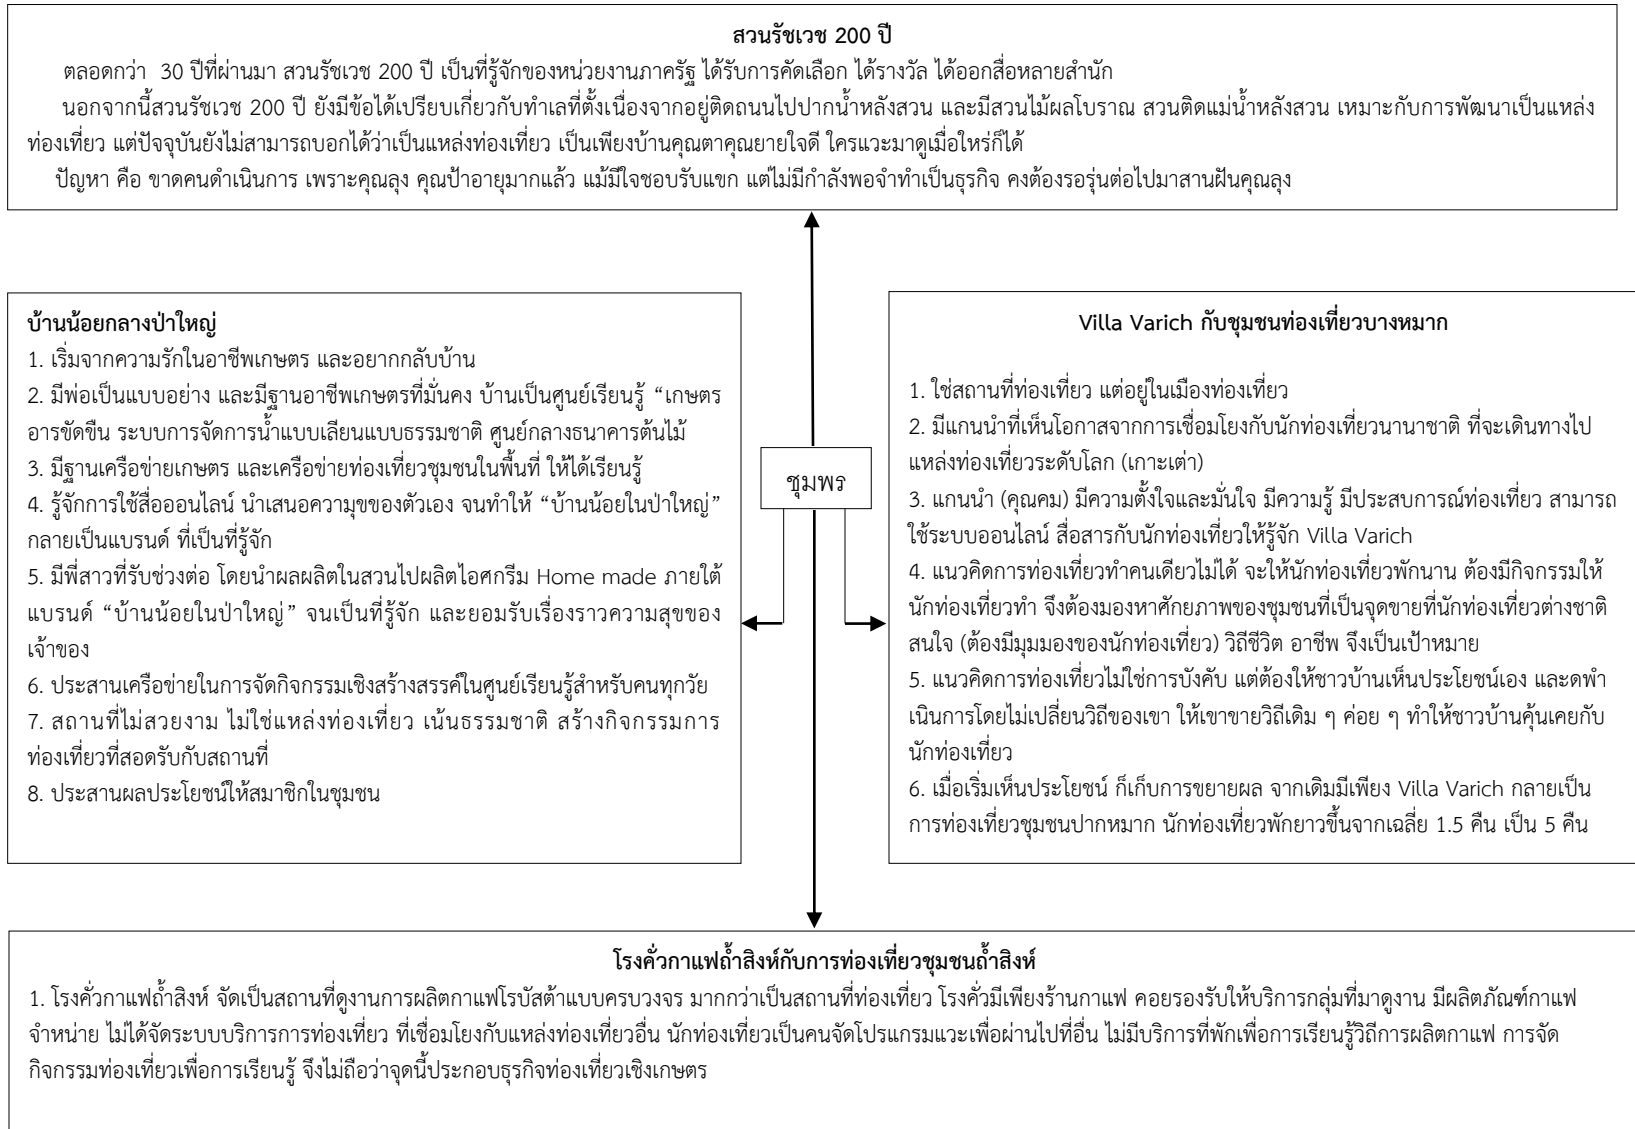 สวนรัชเวช 200 ปี
ตลอดกว่า 30 ปีที่ผ่านมา สวนรัชเวช 200 ปี เป็นที่รู้จักของหน่วยงานภาครัฐ ได้รับการคัดเลือก ได้รางวัล ได้ออกสื่อหลายสำนัก
นอกจากนี้สวนรัชเวช 200 ปี ยังมีข้อได้เปรียบเกี่ยวกับทำเลที่ตั้งเนื่องจากอยู่ติดถนนไปปากน้ำหลังสวน และมีสวนไม้ผลโบราณ สวนติดแม่น้ำหลังสวน เหมาะกับการพัฒนาเป็นแหล่ง
ท่องเที่ยว แต่ปัจจุบันยังไม่สามารถบอกได้ว่าเป็นแหล่งท่องเที่ยว เป็นเพียงบ้านคุณตาคุณยายใจดี ใครแวะมาดูเมื่อใหร่ก็ได้
ปัญหา คือ ขาดคนดำเนินการ เพราะคุณลุง คุณป้าอายุมากแล้ว แม้มีใจชอบรับแขก แต่ไม่มีกำลังพอจำทำเป็นธุรกิจ คงต้องรอรุ่นต่อไปมาสานฝันคุณลุง
บ้านน้อยกลางป่าใหญ่
1. เริ่มจากความรักในอาชีพเกษตร และอยากกลับบ้าน
2. มีพ่อเป็นแบบอย่าง และมีฐานอาชีพเกษตรที่มั่นคง บ้านเป็นศูนย์เรียนรู้ “เกษตร
อารขัดขืน ระบบการจัดการน้ำแบบเลียนแบบธรรมชาติ ศูนย์กลางธนาคารต้นไม้
3. มีฐานเครือข่ายเกษตร และเครือข่ายท่องเที่ยวชุมชนในพื้นที่ ให้ได้เรียนรู้
4. รู้จักการใช้สื่อออนไลน์ นำเสนอความุขของตัวเอง จนทำให้ “บ้านน้อยในป่าใหญ่”
กลายเป็นแบรนด์ ที่เป็นที่รู้จัก
5. มีพี่สาวที่รับช่วงต่อ โดยนำผลผลิตในสวนไปผลิตไอศกรีม Home made ภายใต้
แบรนด์ “บ้านน้อยในป่าใหญ่” จนเป็นที่รู้จัก และยอมรับเรื่องราวความสุขของ
เจ้าของ
6. ประสานเครือข่ายในการจัดกิจกรรมเชิงสร้างสรรค์ในศูนย์เรียนรู้สำหรับคนทุกวัย
7. สถานที่ไม่สวยงาม ไม่ใช่แหล่งท่องเที่ยว เน้นธรรมชาติ สร้างกิจกรรมการ
ท่องเที่ยวที่สอดรับกับสถานที่
8. ประสานผลประโยชน์ให้สมาชิกในชุมชน
ชุมพร
Villa Varich กับชุมชนท่องเที่ยวบางหมาก
1. ใช่สถานที่ท่องเที่ยว แต่อยู่ในเมืองท่องเที่ยว
2. มีแกนนำที่เห็นโอกาสจากการเชื่อมโยงกับนักท่องเที่ยวนานาชาติ ที่จะเดินทางไป
แหล่งท่องเที่ยวระดับโลก (เกาะเต่า)
3. แกนนำ (คุณคม) มีความตั้งใจและมั่นใจ มีความรู้ มีประสบการณ์ท่องเที่ยว สามารถ
ใช้ระบบออนไลน์ สื่อสารกับนักท่องเที่ยวให้รู้จัก Villa Varich
4. แนวคิดการท่องเที่ยวทำคนเดียวไม่ได้ จะให้นักท่องเที่ยวพักนาน ต้องมีกิจกรรมให้
นักท่องเที่ยวทำ จึงต้องมองหาศักยภาพของชุมชนที่เป็นจุดขายที่นักท่องเที่ยวต่างชาติ
สนใจ (ต้องมีมุมมองของนักท่องเที่ยว) วิถีชีวิต อาชีพ จึงเป็นเป้าหมาย
5. แนวคิดการท่องเที่ยวไม่ใช่การบังคับ แต่ต้องให้ชาวบ้านเห็นประโยชน์เอง และดพำ
เนินการโดยไม่เปลี่ยนวิถีของเขา ให้เขาขายวิถีเดิม ๆ ค่อย ๆ ทำให้ชาวบ้านคุ้นเคยกับ
นักท่องเที่ยว
6. เมื่อเริ่มเห็นประโยชน์ ก็เก็บการขยายผล จากเดิมมีเพียง Villa Varich กลายเป็น
การท่องเที่ยวชุมชนปากหมาก นักท่องเที่ยวพักยาวขึ้นจากเฉลี่ย 1.5 คืน เป็น 5 คืน
โรงคั่วกาแฟถ้ำสิงห์กับการท่องเที่ยวชุมชนถ้ำสิงห์
1. โรงคั่วกาแฟถ้ำสิงห์ จัดเป็นสถานที่ดูงานการผลิตกาแฟโรบัสต้าแบบครบวงจร มากกว่าเป็นสถานที่ท่องเที่ยว โรงคั่วมีเพียงร้านกาแฟ คอยรองรับให้บริการกลุ่มที่มาดูงาน มีผลิตภัณฑ์กาแฟ
จำหน่าย ไม่ได้จัดระบบบริการการท่องเที่ยว ที่เชื่อมโยงกับแหล่งท่องเที่ยวอื่น นักท่องเที่ยวเป็นคนจัดโปรแกรมแวะเพื่อผ่านไปที่อื่น ไม่มีบริการที่พักเพื่อการเรียนรู้วิถีการผลิตกาแฟ การจัด
กิจกรรมท่องเที่ยวเพื่อการเรียนรู้ จึงไม่ถือว่าจุดนี้ประกอบธุรกิจท่องเที่ยวเชิงเกษตร